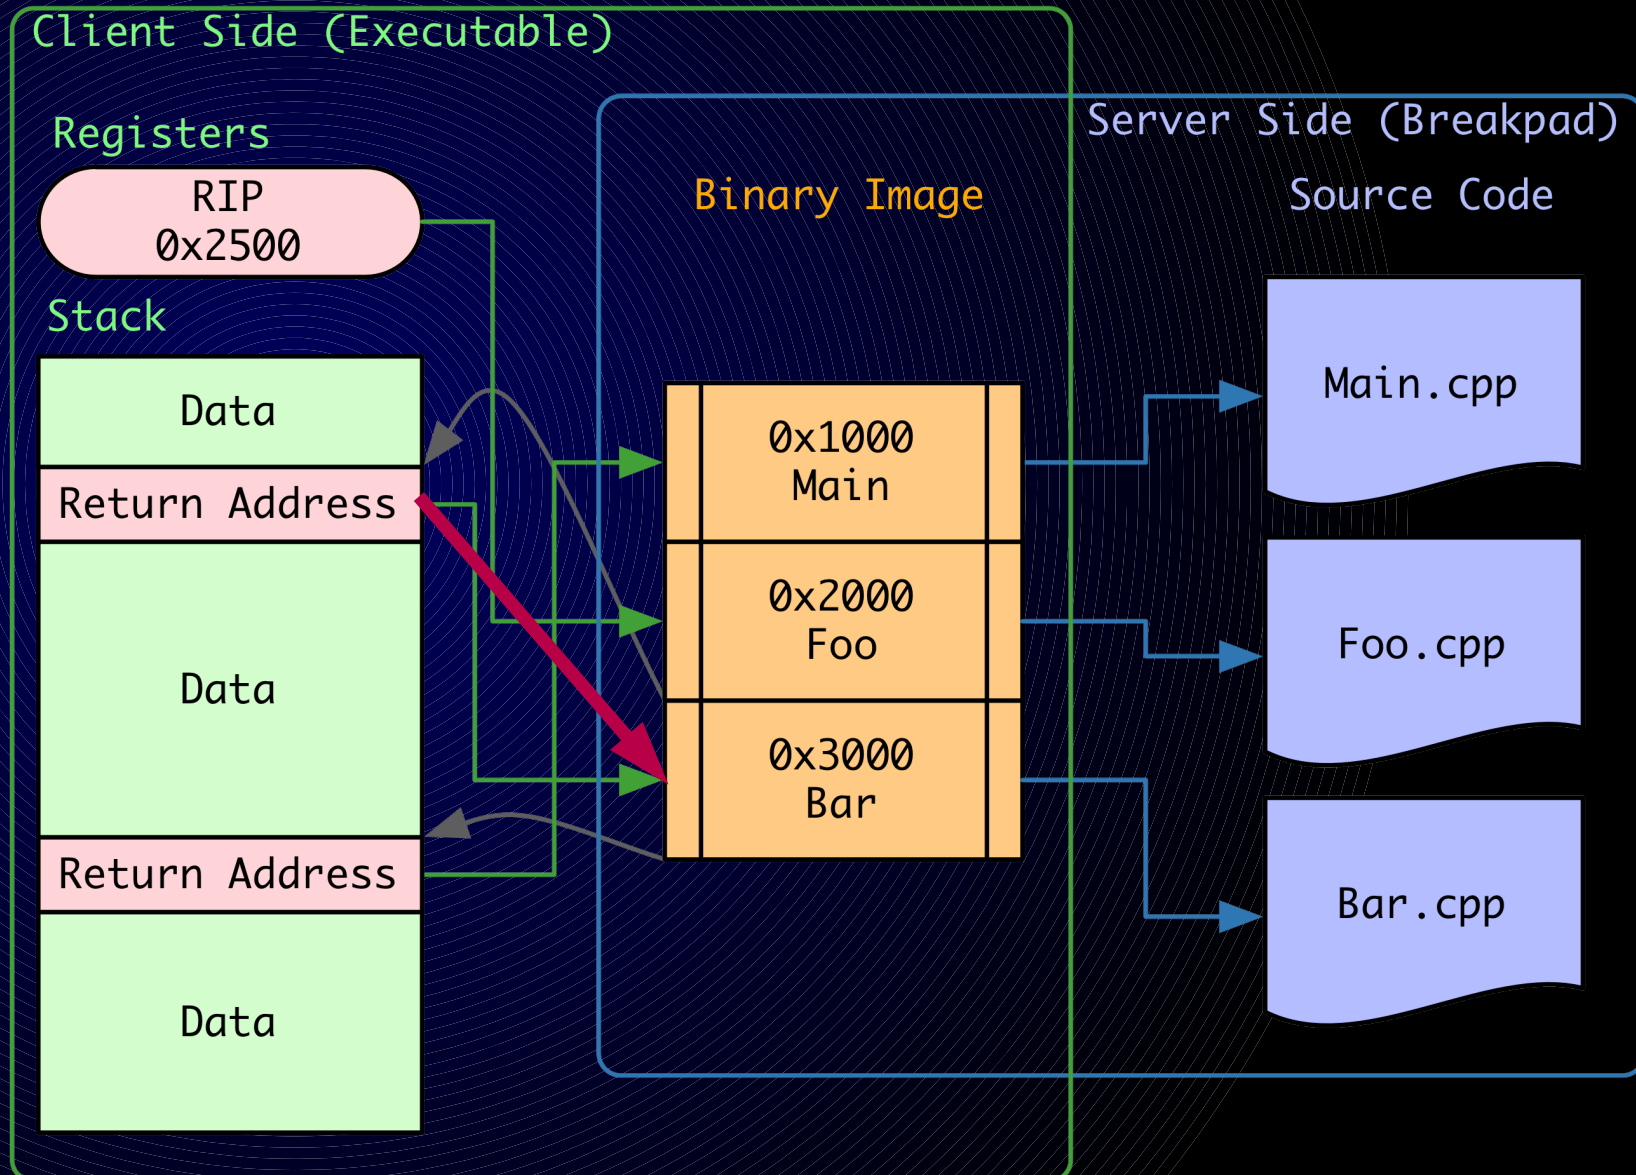 Client Side (Executable)
Server Side (Breakpad)
Registers
Binary Image
Source Code
RIP
0x2500
Stack
Data
Return Address
Data
Return Address
Data
0x1000
Main
0x2000
Foo
0x3000
Bar
Main.cpp
Foo.cpp
Bar.cpp